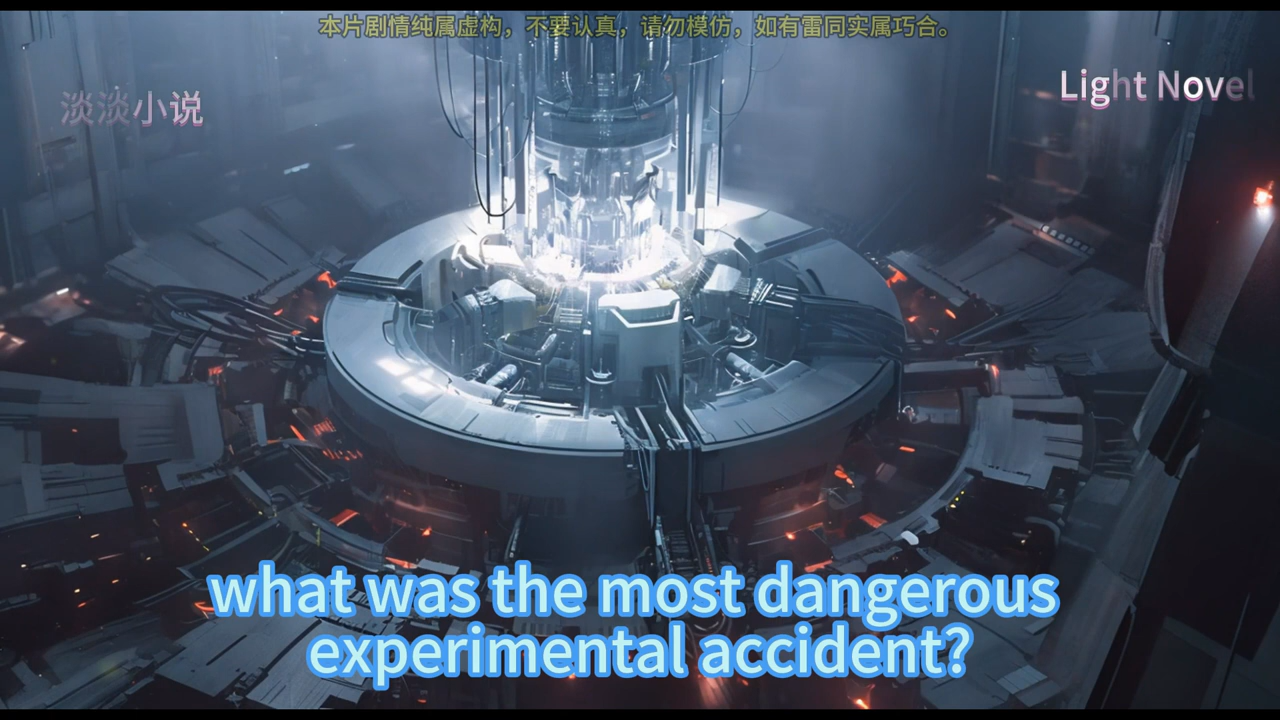 本片剧情纯属虚构，不要认真，请勿模仿，如有雷同实属巧合。
淡淡小说
Light Novel
what was the most dangerous
experimental accident?